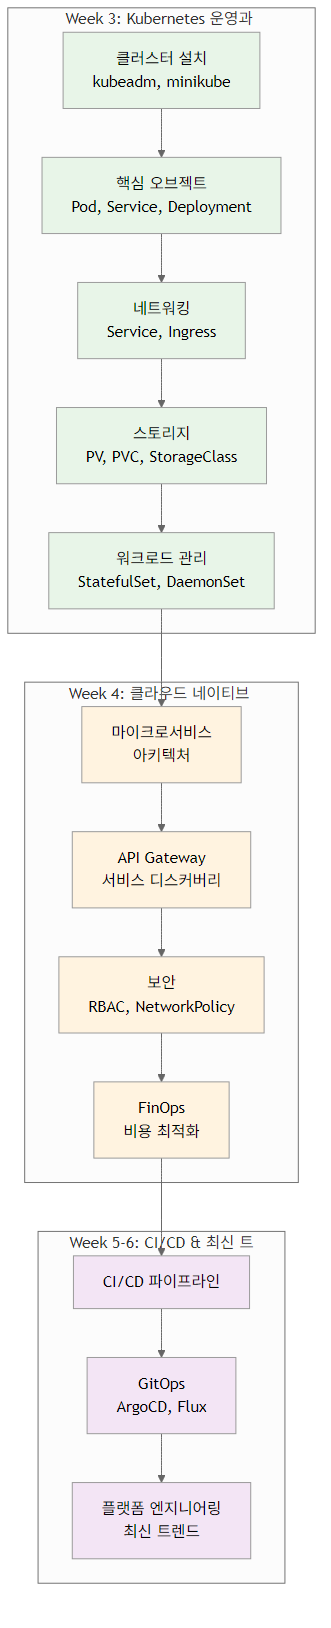 Week 3: Kubernetes 운영과
클러스터 설치
kubeadm, minikube
핵심 오브젝트
Pod, Service, Deployment
네트워킹
Service, Ingress
스토리지
PV, PVC, StorageClass
워크로드 관리
StatefulSet, DaemonSet
Week 4: 클라우드 네이티브
마이크로서비스
아키텍처
API Gateway
서비스 디스커버리
보안
RBAC, NetworkPolicy
FinOps
비용 최적화
Week 5-6: CI/CD & 최신 트
CI/CD 파이프라인
GitOps
ArgoCD, Flux
플랫폼 엔지니어링
최신 트렌드